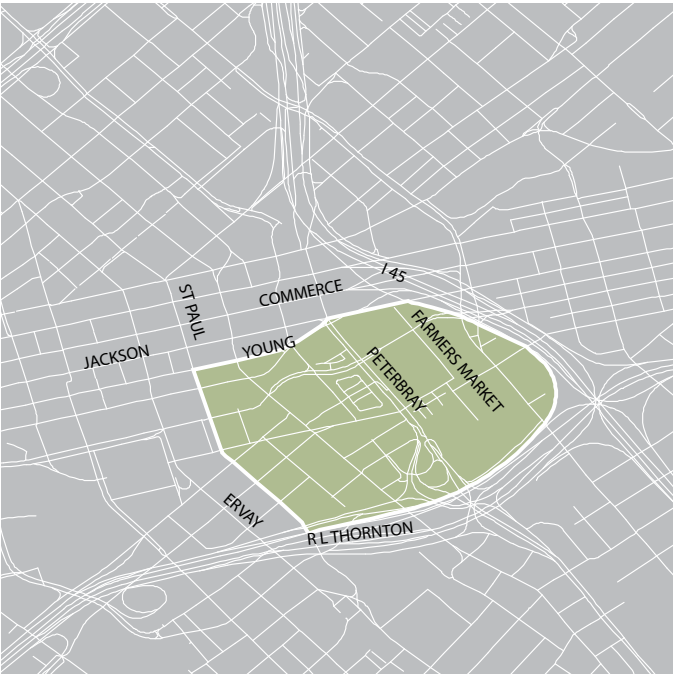 I 45
ST PAUL
COMMERCE
FARMERS MARKET
YOUNG
JACKSON
PETERBRAY
ERVAY
R L THORNTON